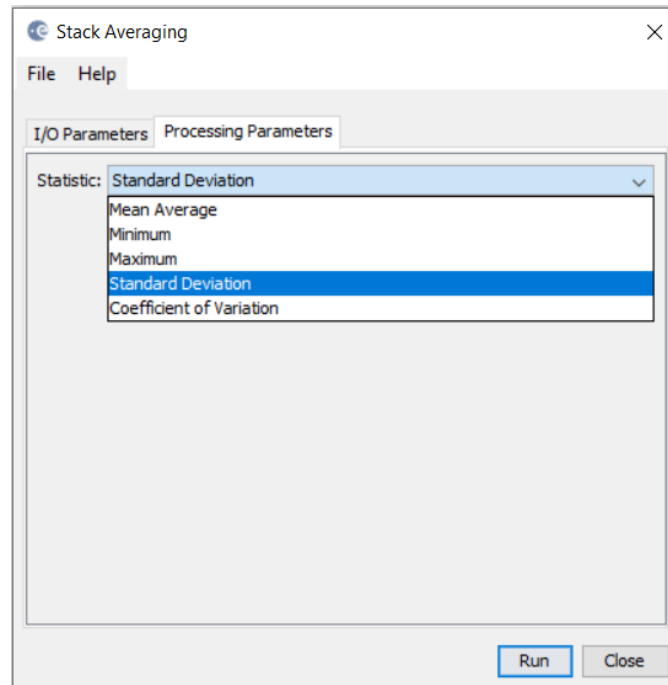 Stack Averaging
File Help
I/O Parameters Processing Parameters
Statistic: Standard Deviation
Mean Average
Minimum
Maximum
Standard Deviation
Coefficient of Variation
Run Close